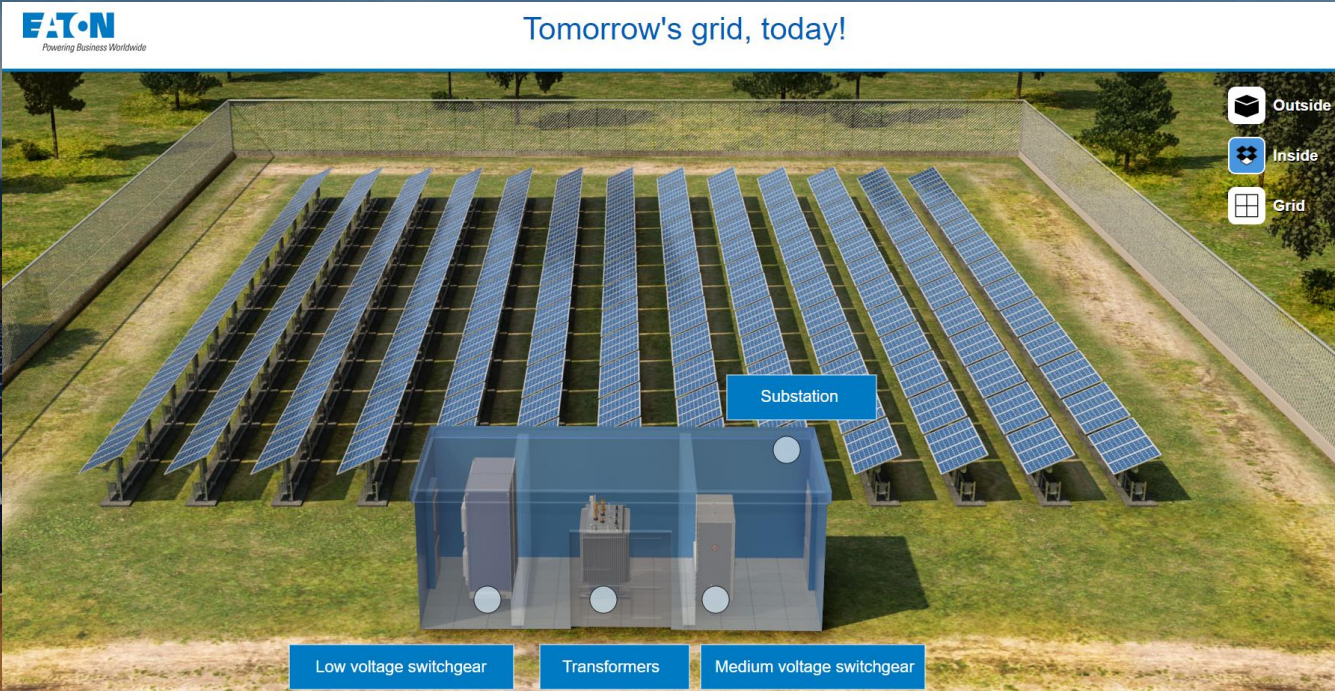 EATON
Powering Business Worldwide
Tomorrow's grid, today!
Outside
Inside
Grid
Substation
Low voltage switchgear
Transformers
Medium voltage switchgear